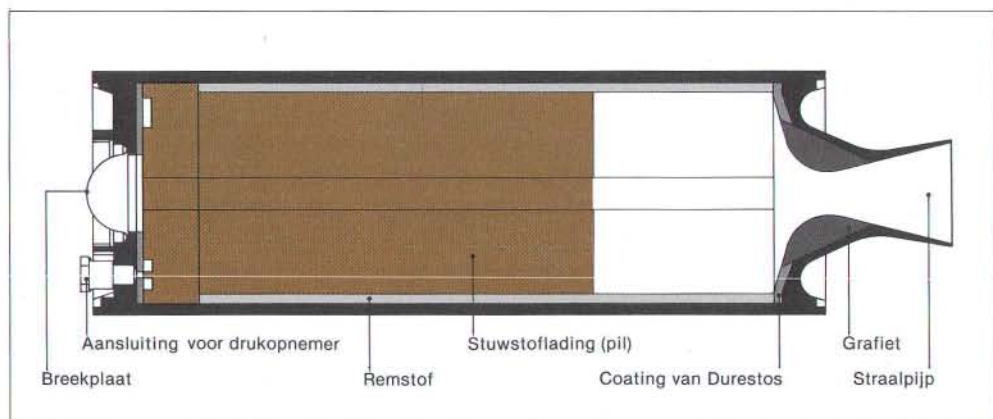 Aansluiting voor drukopnemer
Stuwstoflading (pil)
Grafiet
Breekplaat
Remstof
Coating van Durestos
Straalpijp